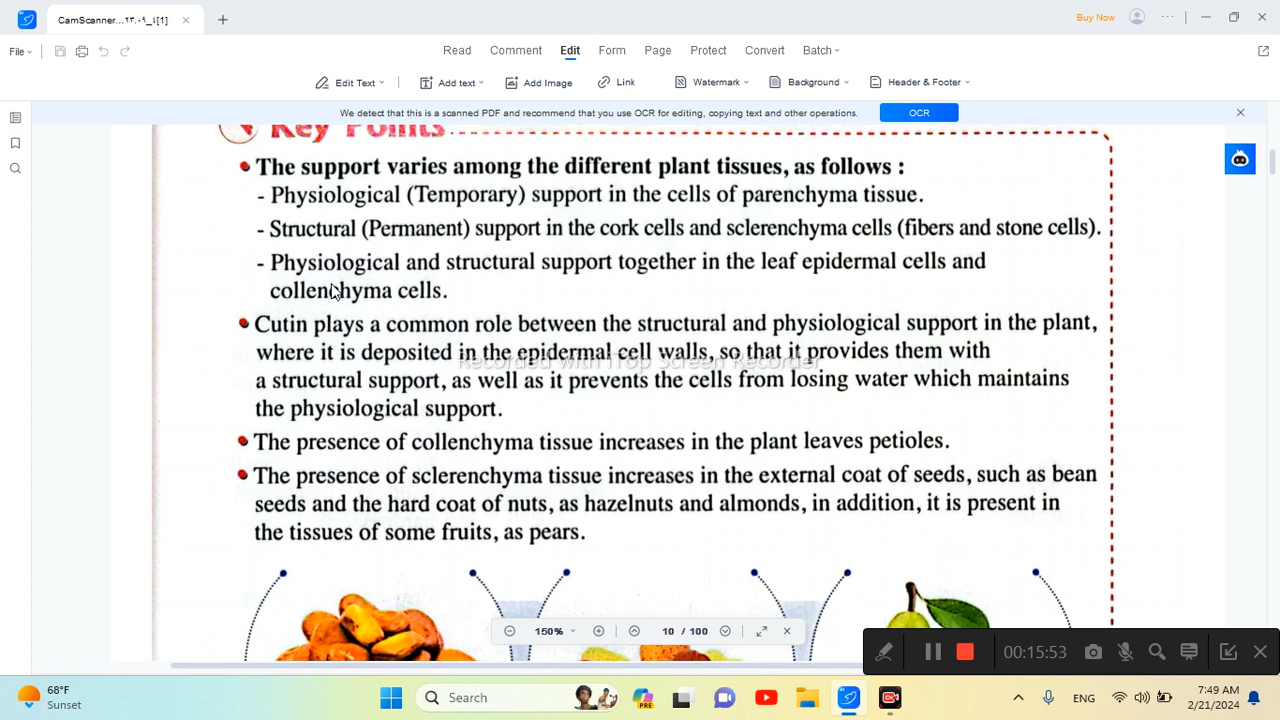 CamScanner...
Buy Now
File
Read Comment Edit Form Page Protect Convert Batch
Edit Text Add text Add Image Link Watermark Background Header & Footer
We detect that this is a scanned PDF and recommend that you use OCR for editing, copying text and other operations. OCR
Key Points
• The support varies among the different plant tissues, as follows :
- Physiological (Temporary) support in the cells of parenchyma tissue.
- Structural (Permanent) support in the cork cells and sclerenchyma cells (fibers and stone cells).
- Physiological and structural support together in the leaf epidermal cells and
collenchyma cells.
• Cutin plays a common role between the structural and physiological support in the plant,
where it is deposited in the epidermal cell walls, so that it provides them with
Recorded with iTop Screen Recorder
a structural support, as well as it prevents the cells from losing water which maintains
the physiological support.
• The presence of collenchyma tissue increases in the plant leaves petioles.
• The presence of sclerenchyma tissue increases in the external coat of seeds, such as bean
seeds and the hard coat of nuts, as hazelnuts and almonds, in addition, it is present in
the tissues of some fruits, as pears.
150% 10 / 100
00:15:53
68°F
Sunset
Search
PRE
ENG
7:49 AM
2/21/2024